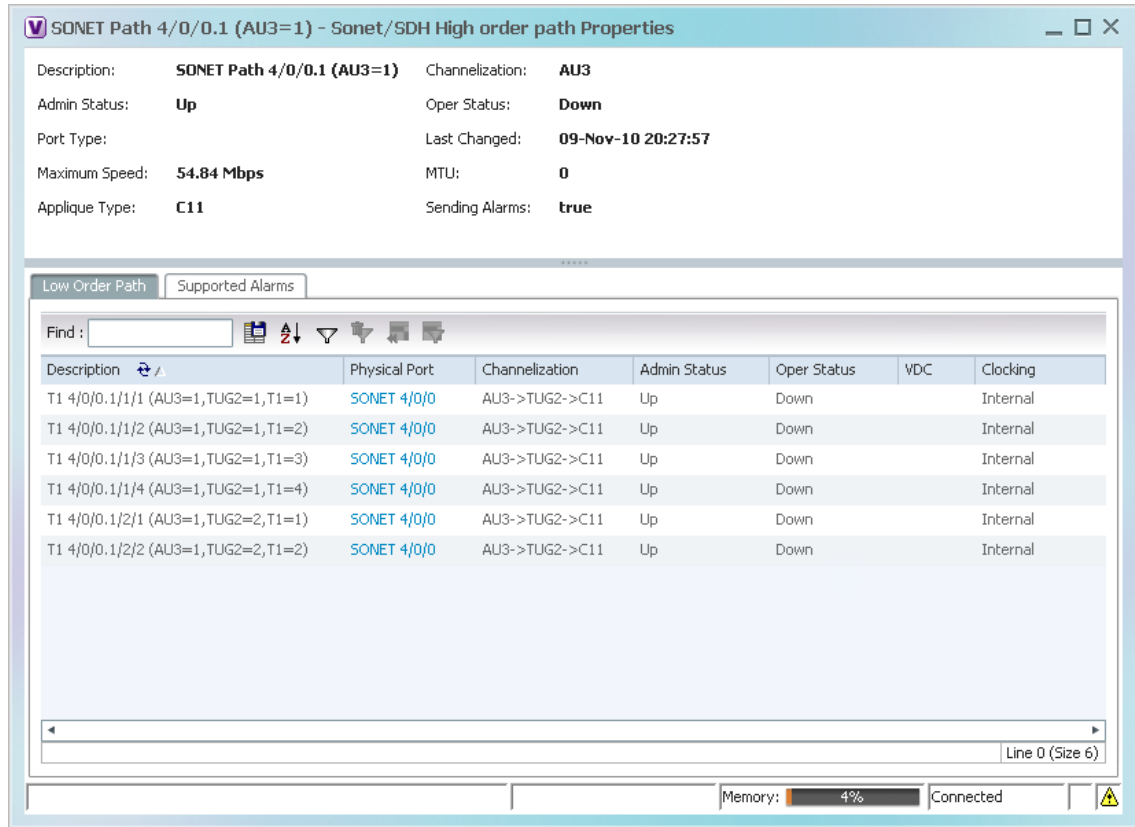 V SONET Path 4/0/0.1 (AU3=1) - Sonet/SDH High order path Properties
Description: SONET Path 4/0/0.1 (AU3=1) Channelization: AU3
Admin Status: Up Oper Status: Down
Port Type: Last Changed: 09-Nov-10 20:27:57
Maximum Speed: 54.84 Mbps MTU: 0
Applique Type: C11 Sending Alarms: true
Low Order Path Supported Alarms
Find :
Description Physical Port Channelization Admin Status Oper Status VDC Clocking
T1 4/0/0.1/1/1 (AU3=1,TUG2=1,T1=1) SONET 4/0/0 AU3->TUG2->C11 Up Down Internal
T1 4/0/0.1/1/2 (AU3=1,TUG2=1,T1=2) SONET 4/0/0 AU3->TUG2->C11 Up Down Internal
T1 4/0/0.1/1/3 (AU3=1,TUG2=1,T1=3) SONET 4/0/0 AU3->TUG2->C11 Up Down Internal
T1 4/0/0.1/1/4 (AU3=1,TUG2=1,T1=4) SONET 4/0/0 AU3->TUG2->C11 Up Down Internal
T1 4/0/0.1/2/1 (AU3=1,TUG2=2,T1=1) SONET 4/0/0 AU3->TUG2->C11 Up Down Internal
T1 4/0/0.1/2/2 (AU3=1,TUG2=2,T1=2) SONET 4/0/0 AU3->TUG2->C11 Up Down Internal
Line 0 (Size 6)
Memory: 4% Connected